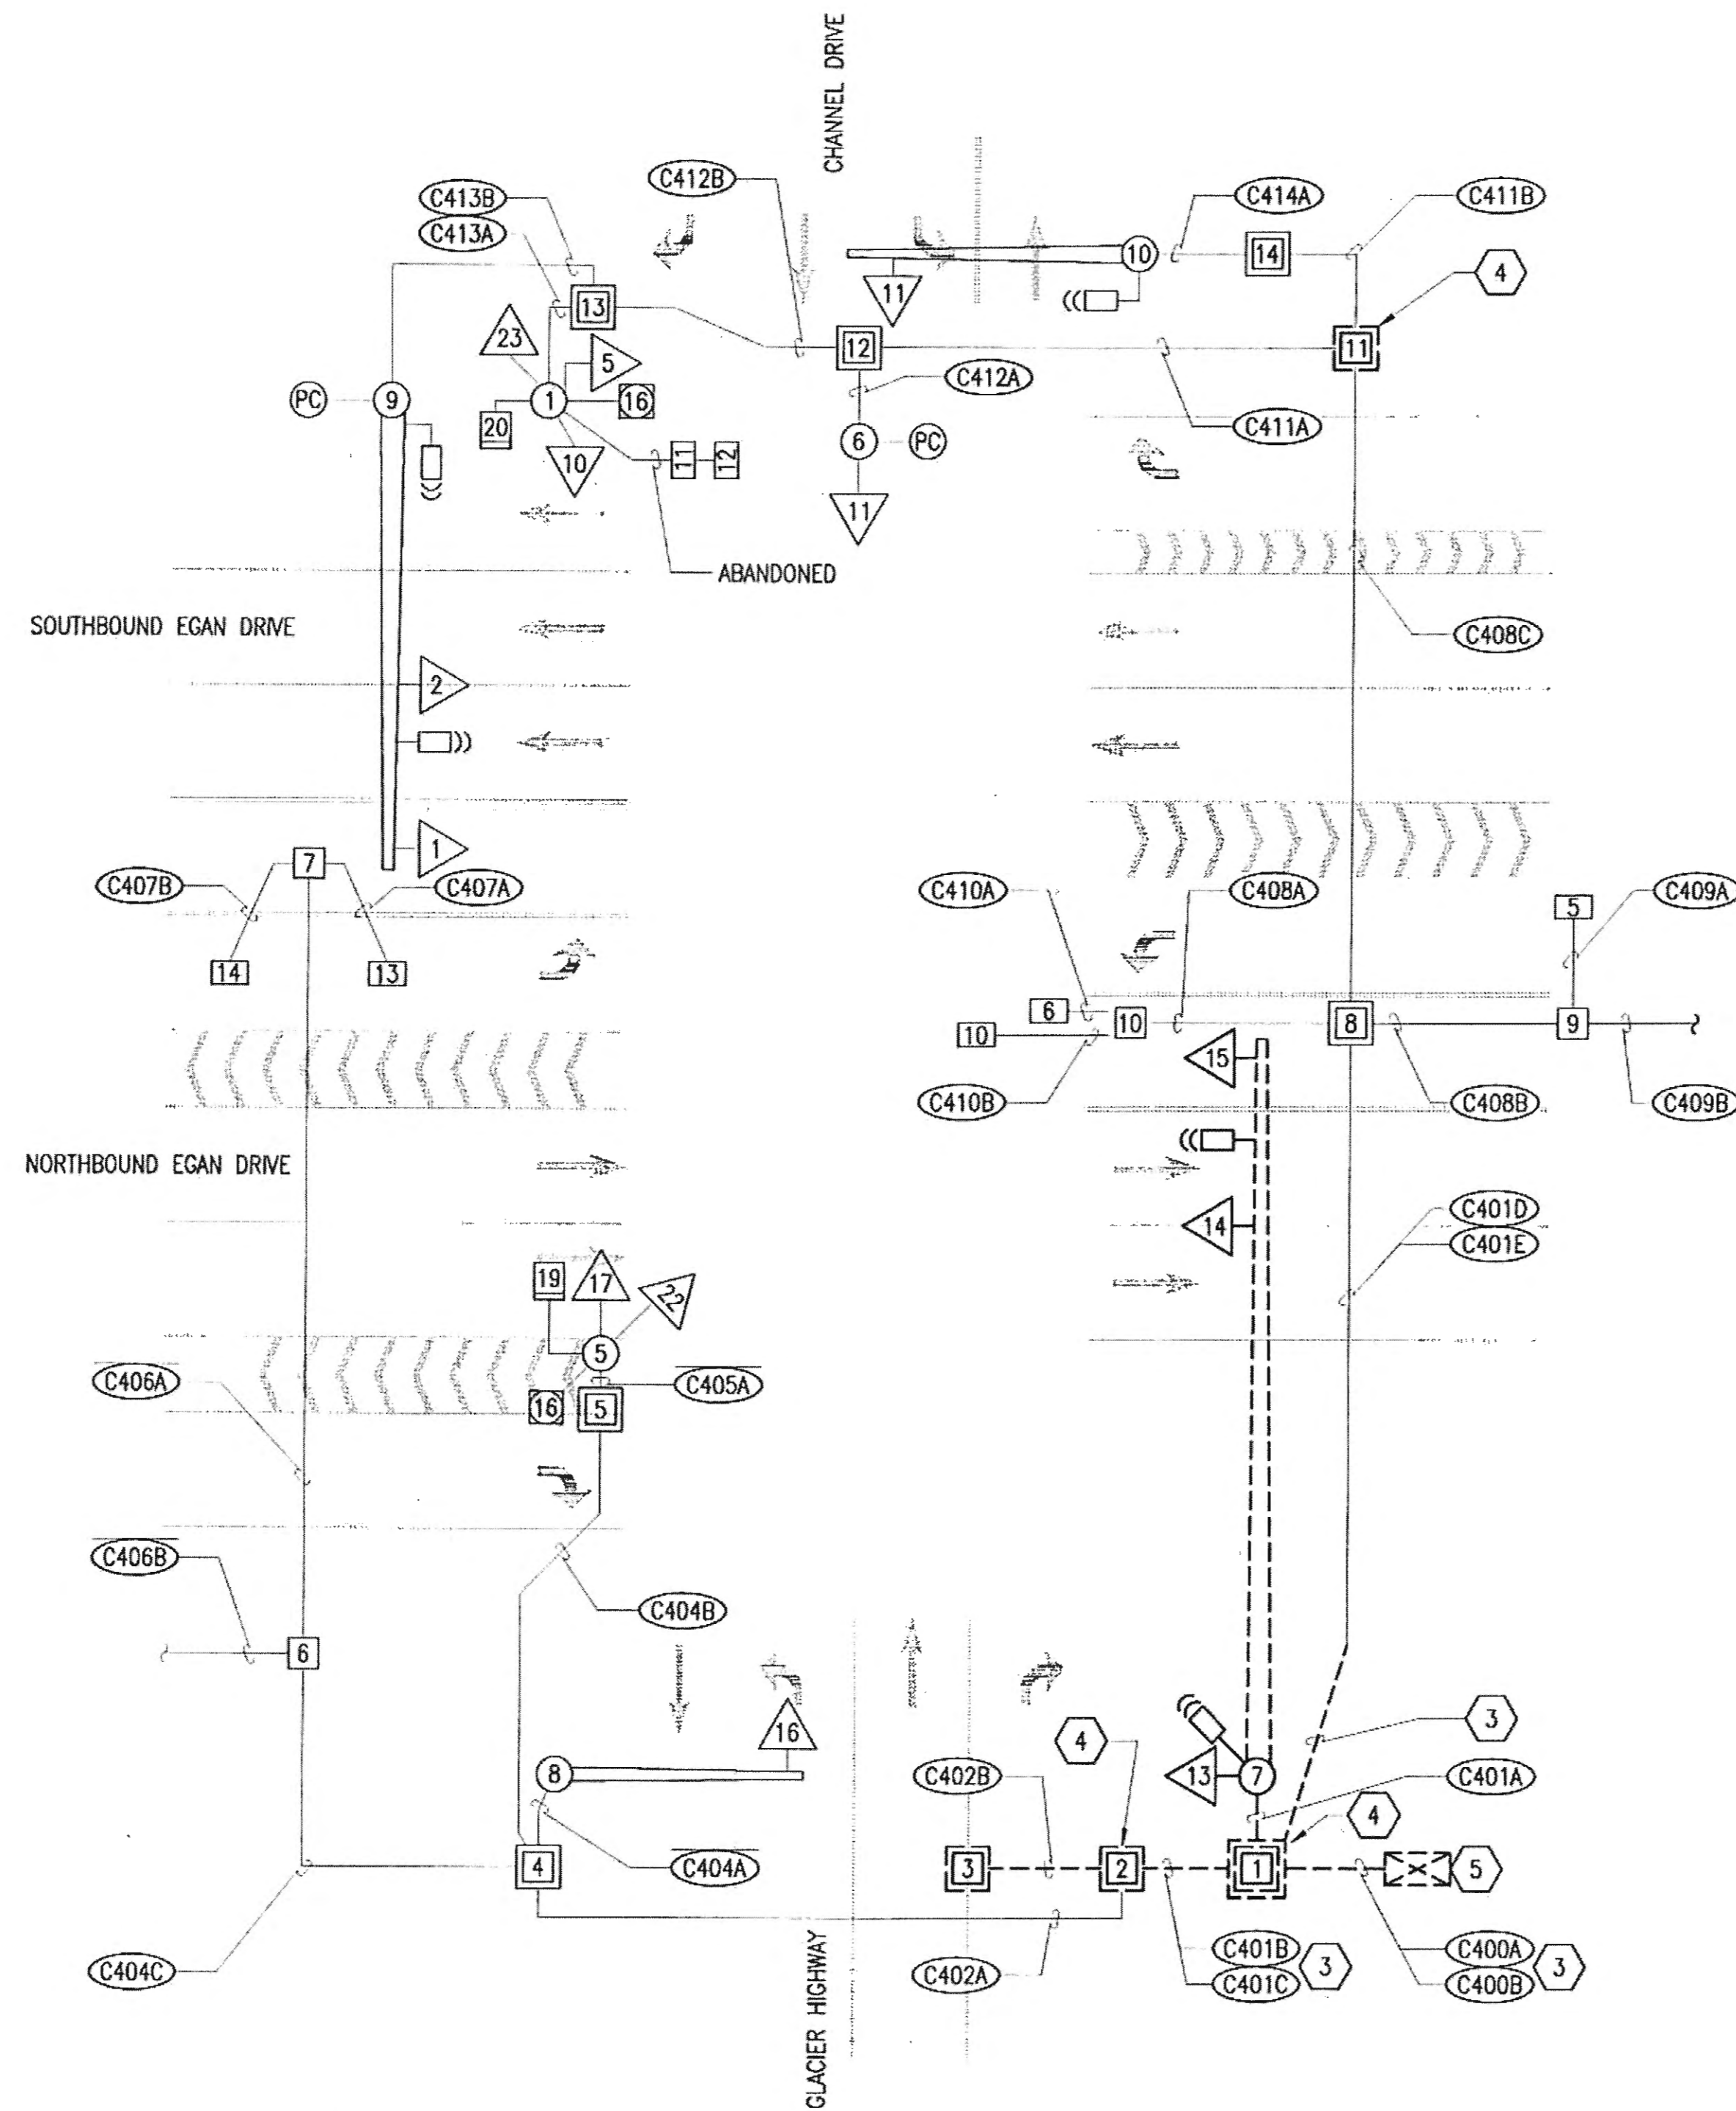 CHANNEL DRIVE
C412B
C413B
C413A
C414A
C411B
10
14
4
13
11
23
5
12
11
C412A
PC
9
1
16
20
10
11
12
6
PC
C411A
11
ABANDONED
SOUTHBOUND EGAN DRIVE
C408C
2
1
7
C407B
C407A
C410A
C408A
C409A
5
14
13
6
10
10
8
9
15
C410B
C408B
C409B
NORTHBOUND EGAN DRIVE
14
C401D
C401E
19
17
22
5
C406A
C405A
16
5
C406B
C404B
6
16
3
4
8
C402B
13
7
C401A
4
4
C404A
3
2
1
5
C404C
C402A
C401B
C401C
3
C400A
C400B
3
GLACIER HIGHWAY